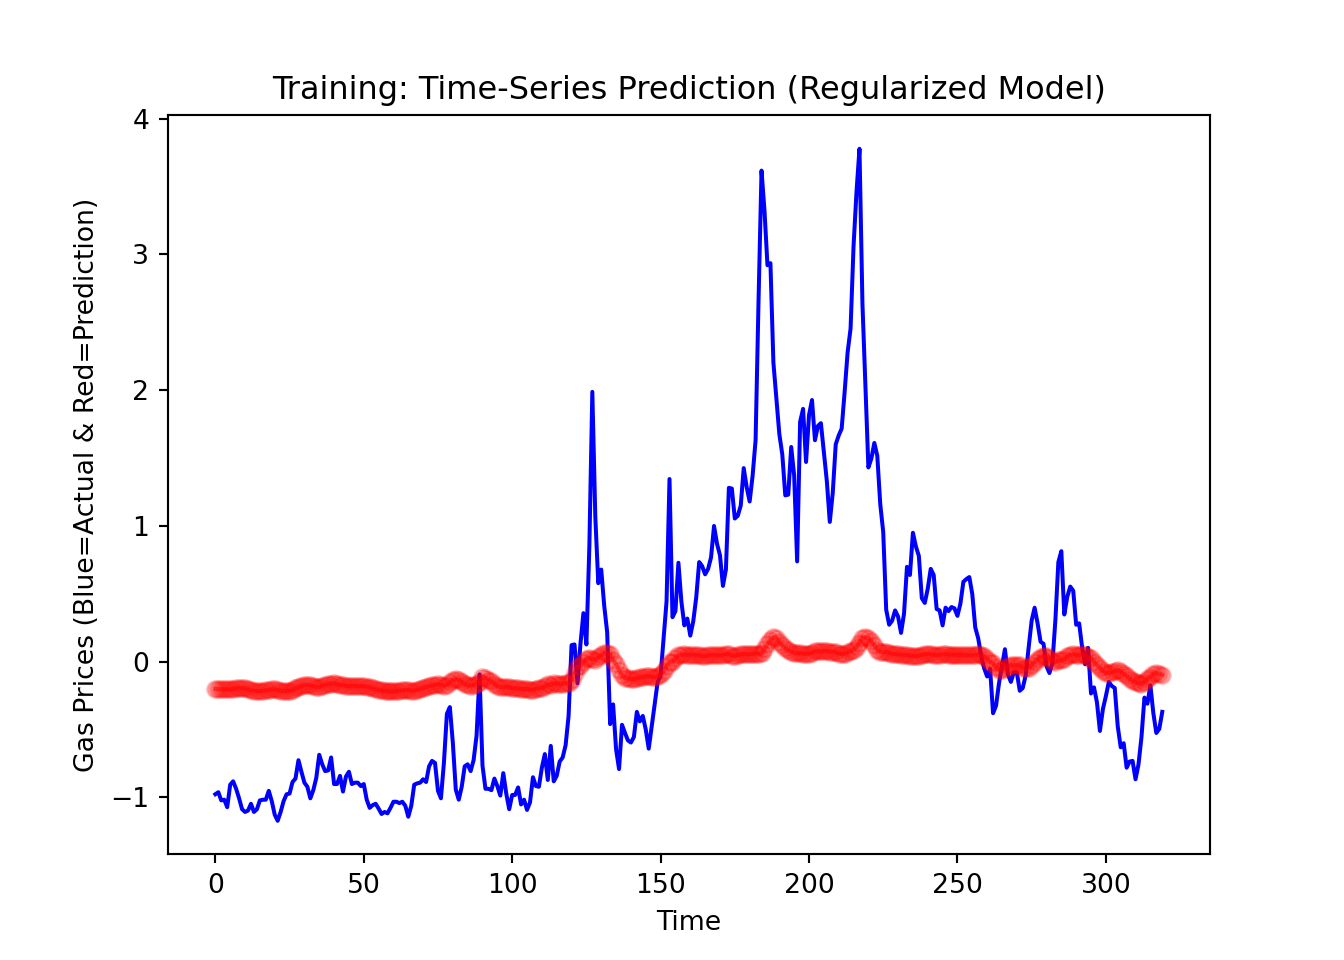 Training: Time-Series Prediction (Regularized Model)
Gas Prices (Blue=Actual & Red=Prediction)
4
3
2
1
0
−1
0 50 100 150 200 250 300
Time